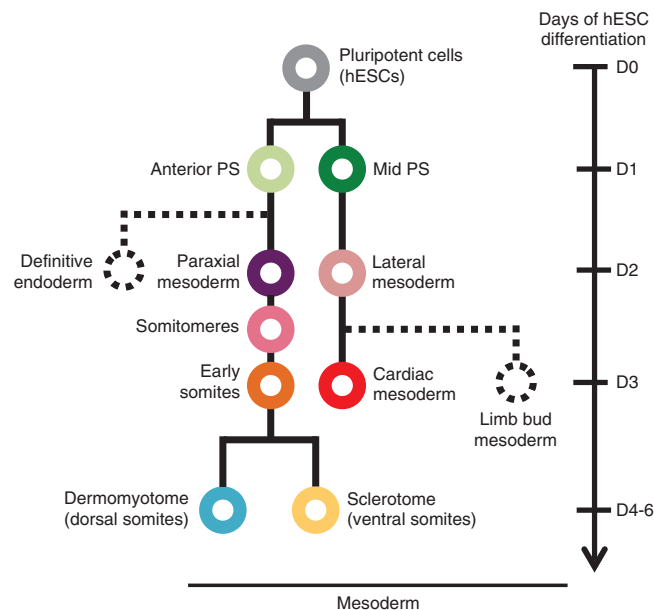 Days of hESC
differentiation
Pluripotent cells
(hESCs)
D0
Anterior PS
Mid PS
D1
Definitive
endoderm
Paraxial
mesoderm
Lateral
mesoderm
D2
Somitomeres
Early
somites
Cardiac
mesoderm
D3
Limb bud
mesoderm
Dermomyotome
(dorsal somites)
Sclerotome
(ventral somites)
D4-6
Mesoderm